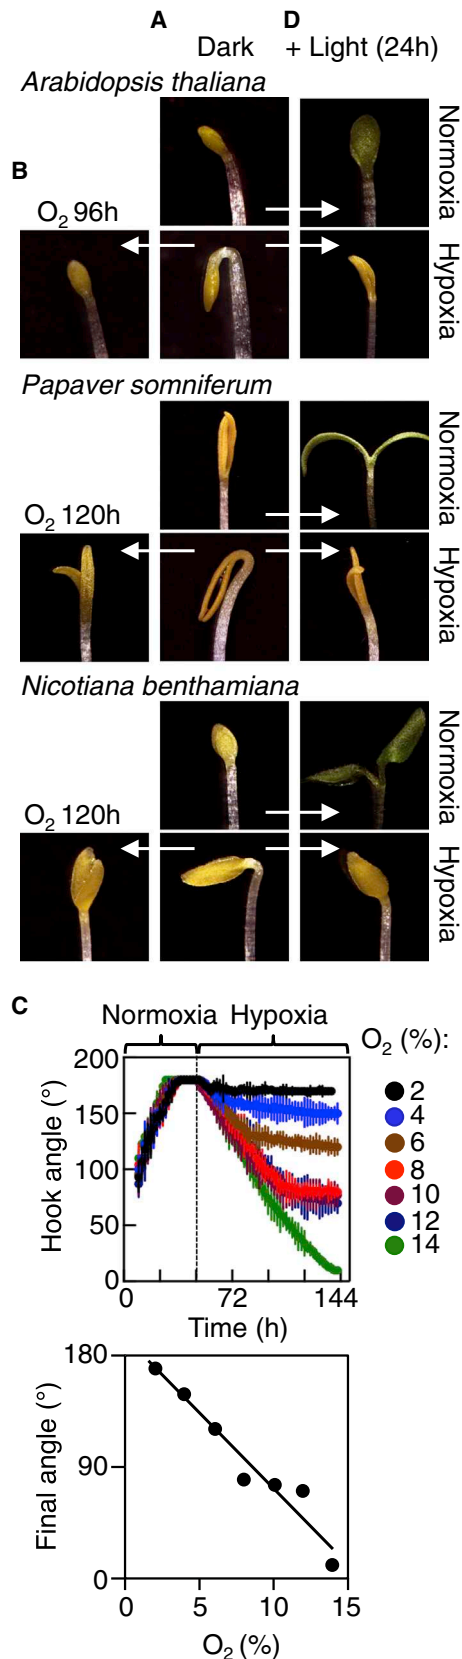 A D
Dark + Light (24h)
Arabidopsis thaliana
Normoxia
B
O2 96h
Hypoxia
Papaver somniferum
Normoxia
O2 120h
Hypoxia
Nicotiana benthamiana
Normoxia
O2 120h
Hypoxia
C
Normoxia Hypoxia
O2 (%):
200
150
100
50
0
Hook angle (°)
2
4
6
8
10
12
14
0 72 144
Time (h)
180
90
0
Final angle (°)
0 5 10 15
O2 (%)